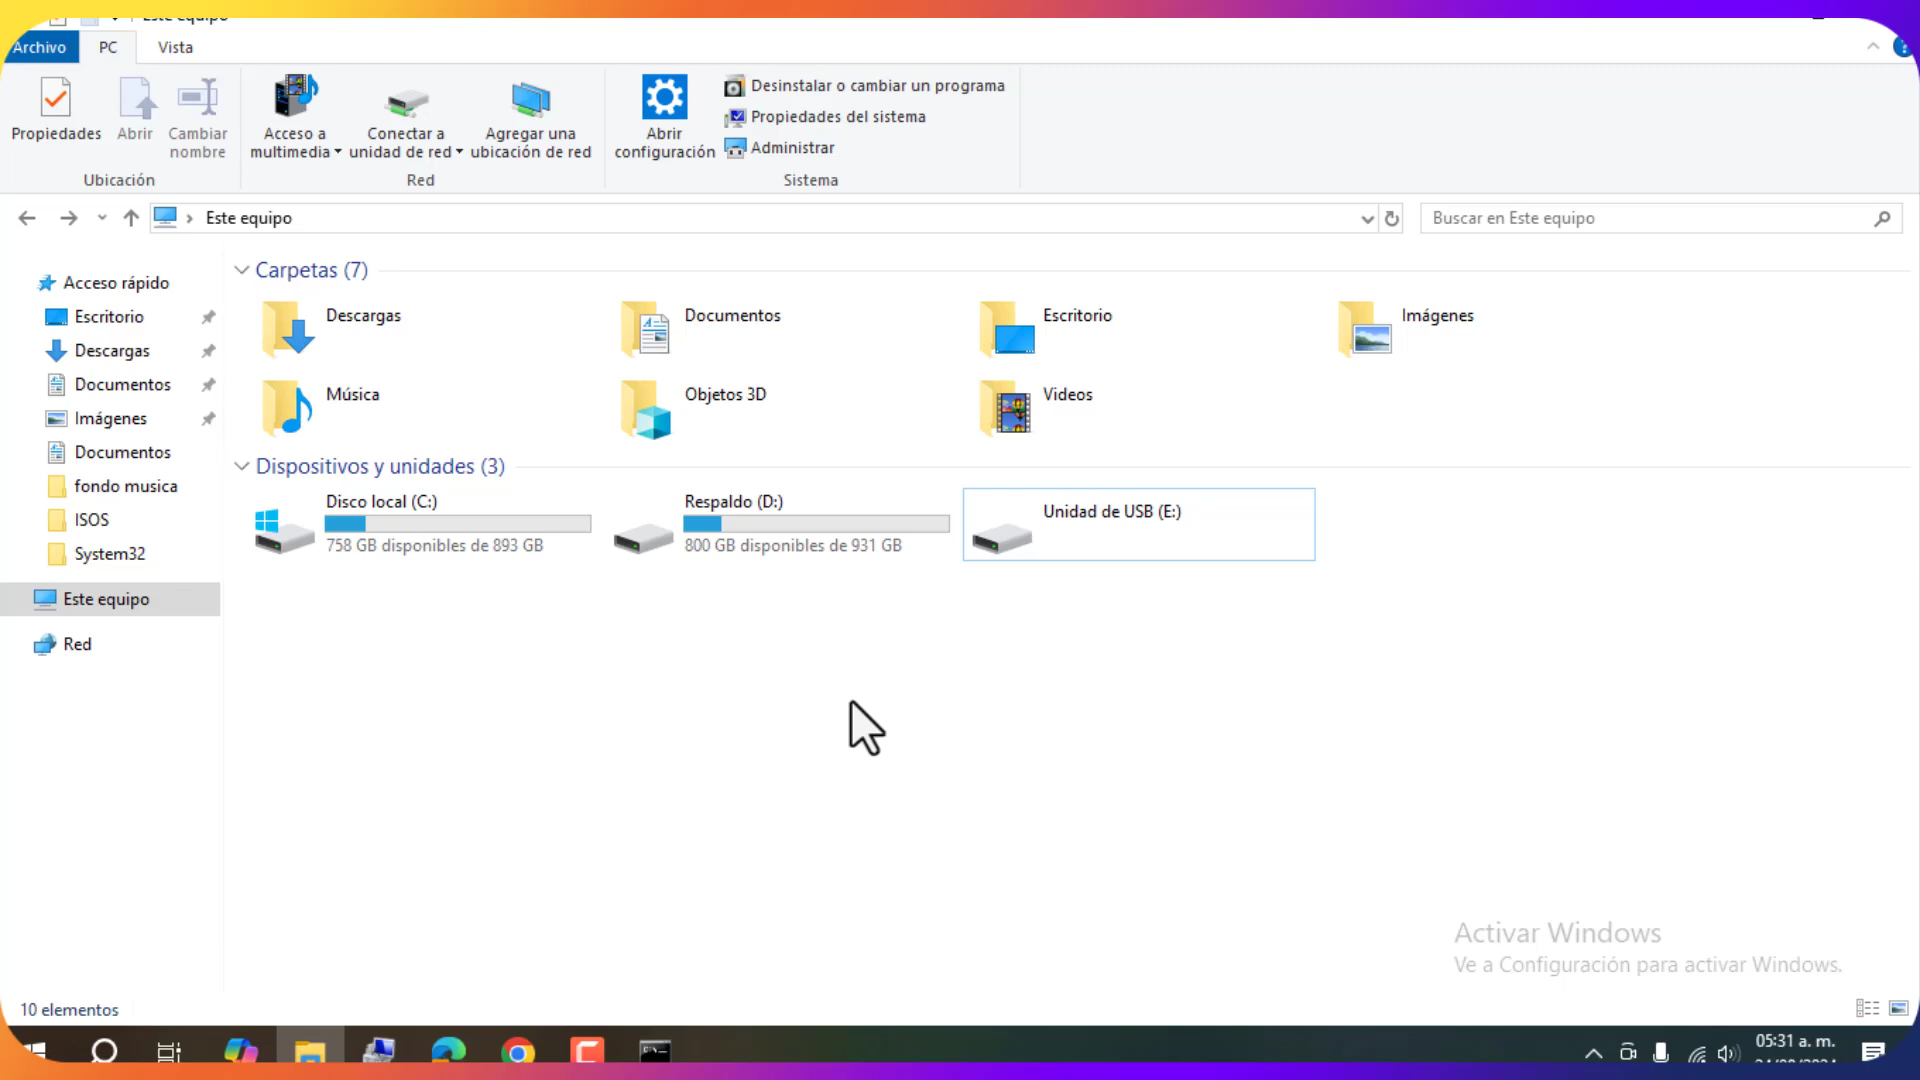 Este equipo
Archivo
PC
Vista
Propiedades
Abrir
Cambiar
nombre
Ubicación
Acceso a
multimedia
Conectar a
unidad de red
Agregar una
ubicación de red
Red
Abrir
configuración
Desinstalar o cambiar un programa
Propiedades del sistema
Administrar
Sistema
Este equipo
Buscar en Este equipo
Acceso rápido
Escritorio
Descargas
Documentos
Imágenes
Documentos
fondo musica
ISOS
System32
Este equipo
Red
Carpetas (7)
Descargas
Documentos
Escritorio
Imágenes
Música
Objetos 3D
Videos
Dispositivos y unidades (3)
Disco local (C:)
758 GB disponibles de 893 GB
Respaldo (D:)
800 GB disponibles de 931 GB
Unidad de USB (E:)
Activar Windows
Ve a Configuración para activar Windows.
10 elementos
05:31 a. m.